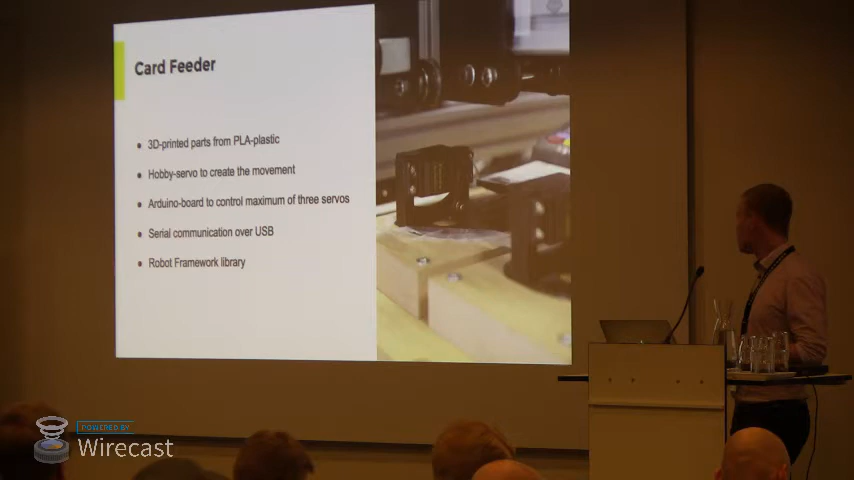 Card Feeder
3D-printed parts from PLA-plastic
Hobby-servo to create the movement
Arduino-board to control maximum of three servos
Serial communication over USB
Robot Framework library
POWERED BY
Wirecast